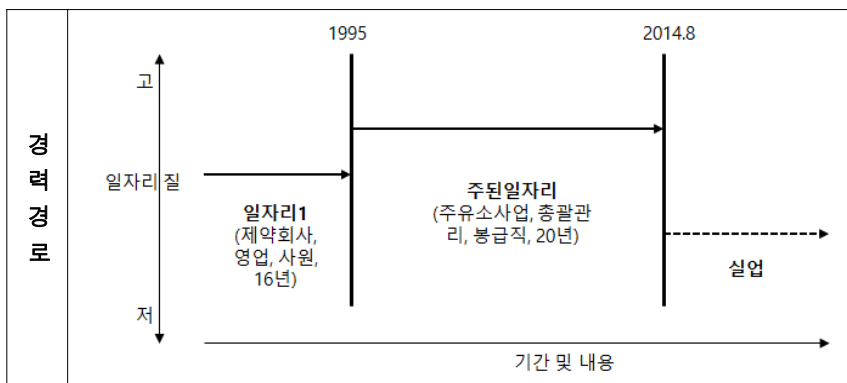 1995
2014.8
고
경
력
경
로
일자리 질
일자리1
(제약회사,
영업, 사원,
16년)
주된일자리
(주유소사업, 총괄관
리, 봉급직, 20년)
실업
저
기간 및 내용